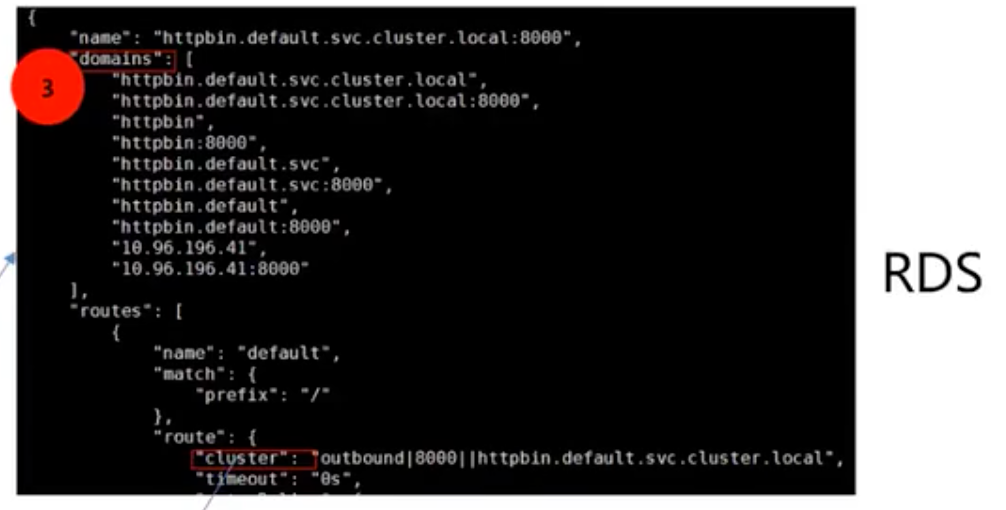 {
"name": "httpbin.default.svc.cluster.local:8000",
"domains": [
3
"httpbin.default.svc.cluster.local",
"httpbin.default.svc.cluster.local:8000",
"httpbin",
"httpbin:8000",
"httpbin.default.svc",
"httpbin.default.svc:8000",
"httpbin.default",
"httpbin.default:8000",
"10.96.196.41",
"10.96.196.41:8000"
],
"routes": [
{
"name": "default",
"match": {
"prefix": "/"
},
"route": {
"cluster": "outbound|8000||httpbin.default.svc.cluster.local",
"timeout": "0s",
RDS